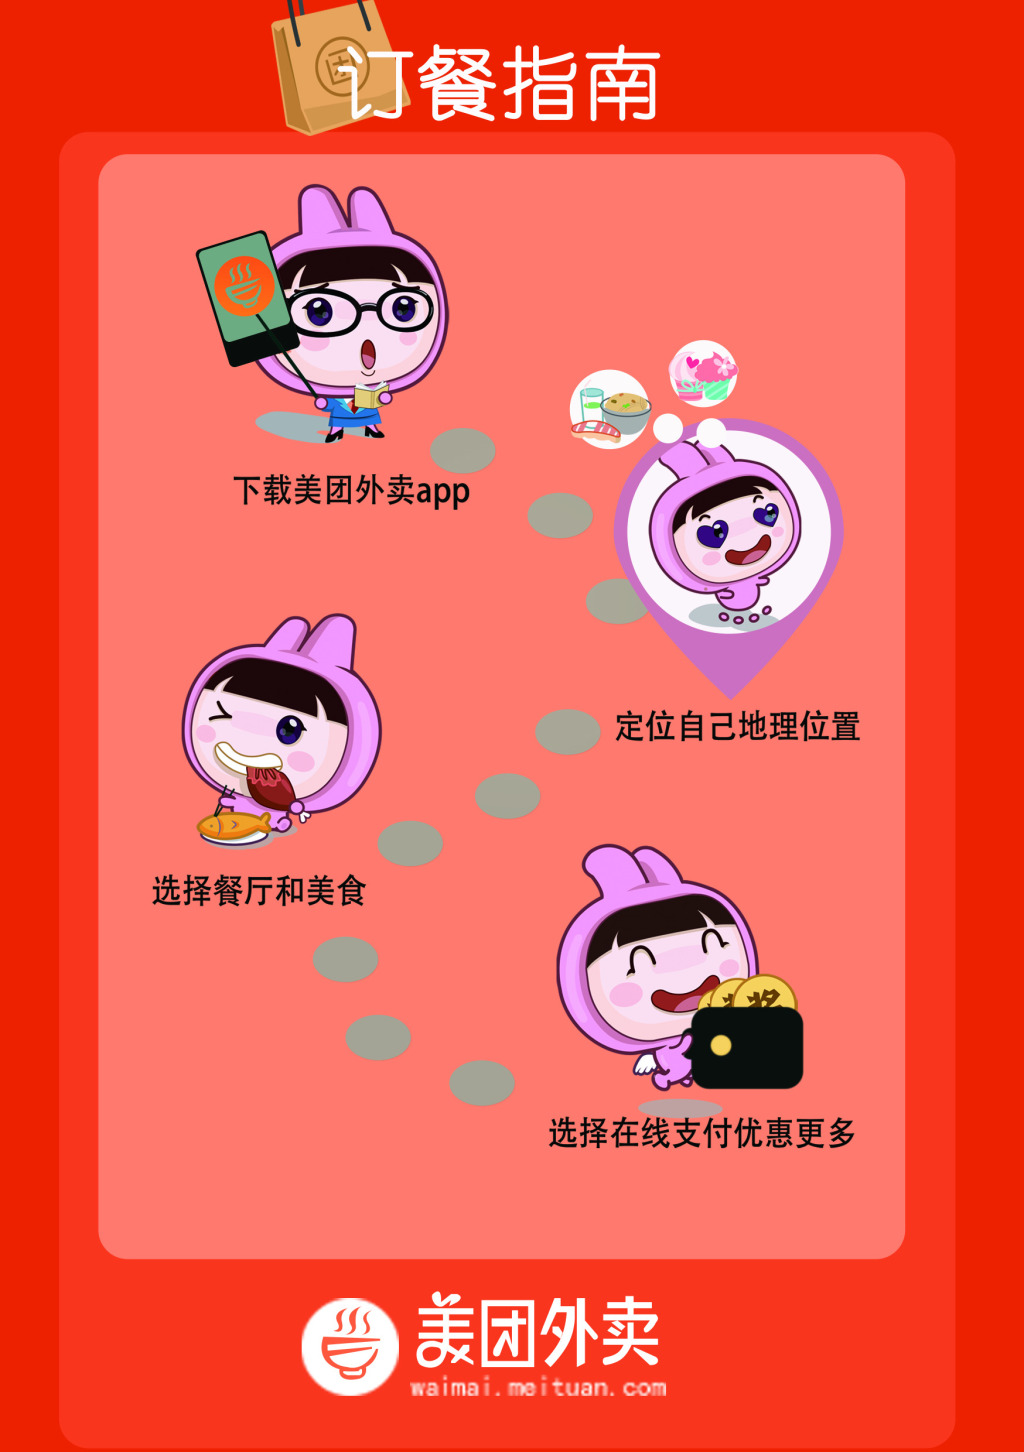 团
订餐指南
下载美团外卖app
定位自己地理位置
选择餐厅和美食
奖
选择在线支付优惠更多
美团外卖
waimai.meituan.com